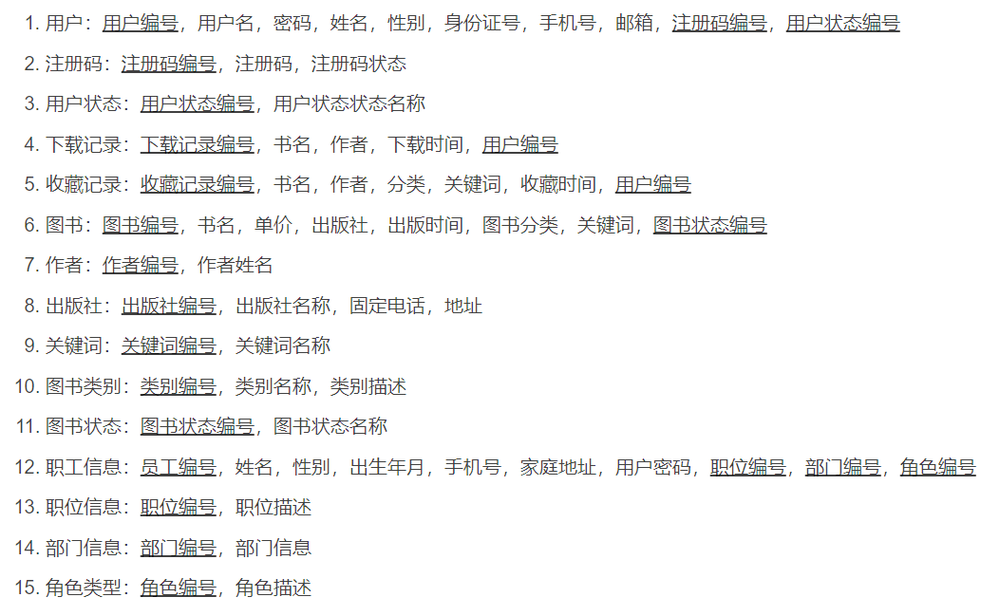 1. 用户：用户编号，用户名，密码，姓名，性别，身份证号，手机号，邮箱，注册码编号，用户状态编号
2. 注册码：注册码编号，注册码，注册码状态
3. 用户状态：用户状态编号，用户状态状态名称
4. 下载记录：下载记录编号，书名，作者，下载时间，用户编号
5. 收藏记录：收藏记录编号，书名，作者，分类，关键词，收藏时间，用户编号
6. 图书：图书编号，书名，单价，出版社，出版时间，图书分类，关键词，图书状态编号
7. 作者：作者编号，作者姓名
8. 出版社：出版社编号，出版社名称，固定电话，地址
9. 关键词：关键词编号，关键词名称
10. 图书类别：类别编号，类别名称，类别描述
11. 图书状态：图书状态编号，图书状态名称
12. 职工信息：员工编号，姓名，性别，出生年月，手机号，家庭地址，用户密码，职位编号，部门编号，角色编号
13. 职位信息：职位编号，职位描述
14. 部门信息：部门编号，部门信息
15. 角色类型：角色编号，角色描述